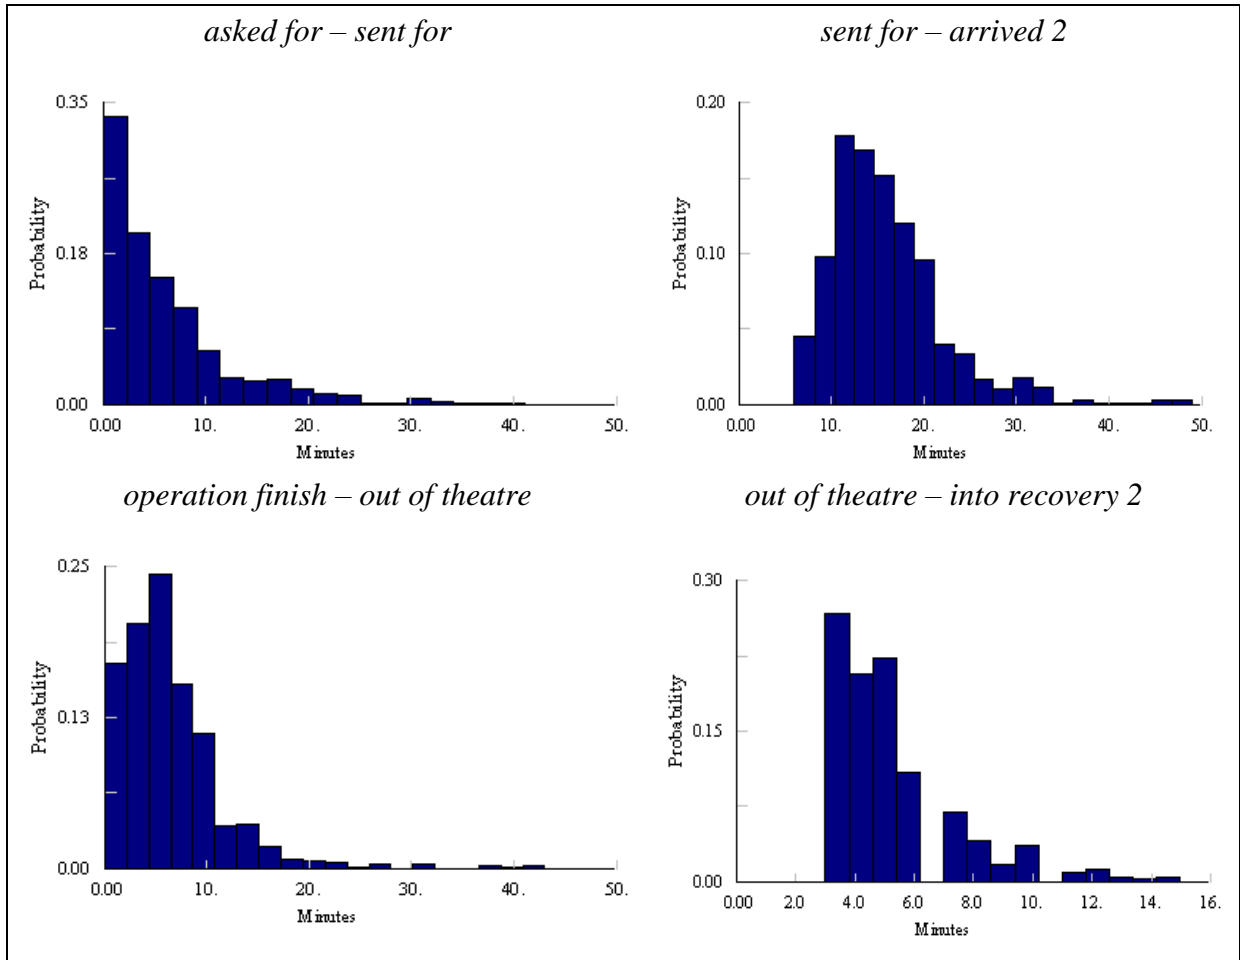 asked for – sent for
0.35
0.18
0.00
Probability
0.00 10. 20. 30. 40. 50.
Minutes
sent for – arrived 2
0.20
0.10
0.00
Probability
0.00 10. 20. 30. 40. 50.
Minutes
operation finish – out of theatre
0.25
0.13
0.00
Probability
0.00 10. 20. 30. 40. 50.
Minutes
out of theatre – into recovery 2
0.30
0.15
0.00
Probability
0.00 2.0 4.0 6.0 8.0 10. 12. 14. 16.
Minutes